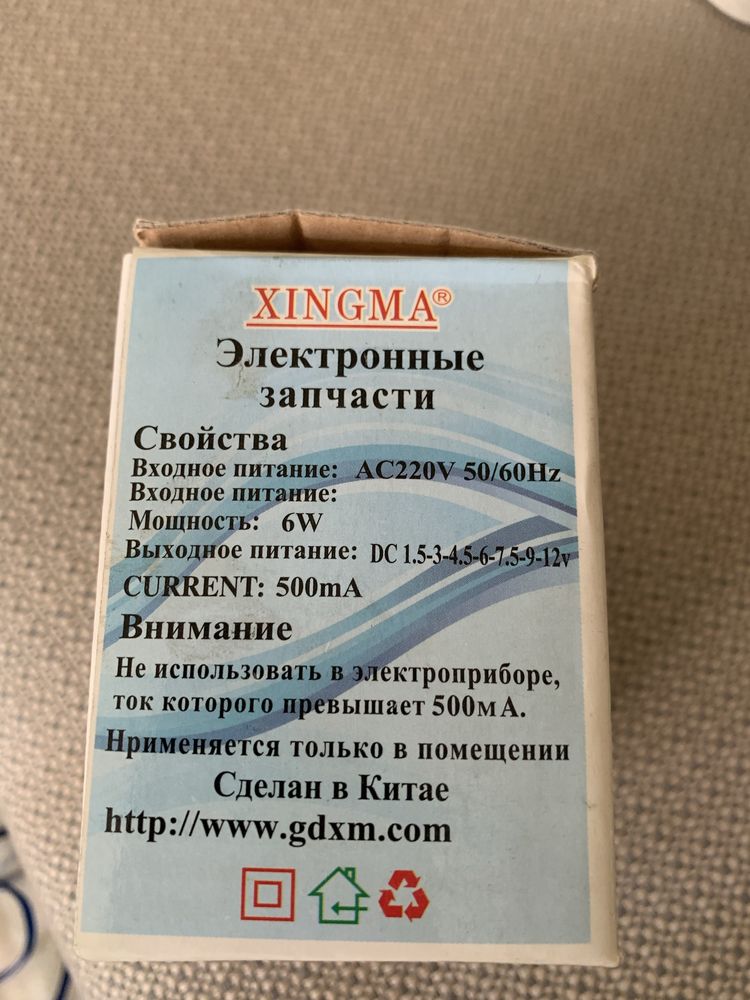 XINGMA®
Электронные
запчасти
Свойства
Входное питание: AC220V 50/60Hz
Входное питание:
Мощность: 6W
Выходное питание: DC 1.5-3-4.5-6-7.5-9-12v
CURRENT: 500mA
Внимание
Не использовать в электроприборе,
ток которого превышает 500мА.
Нрименяется только в помещении
Сделан в Китае
http://www.gdxm.com